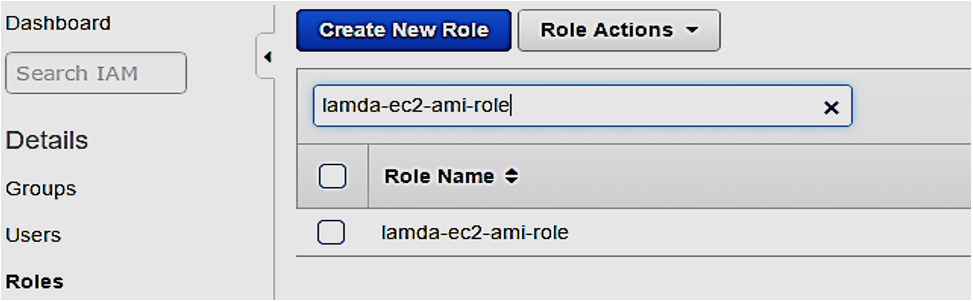 Dashboard
Search IAM
Details
Groups
Users
Roles
Create New Role
Role Actions
lamda-ec2-ami-role
Role Name
lamda-ec2-ami-role